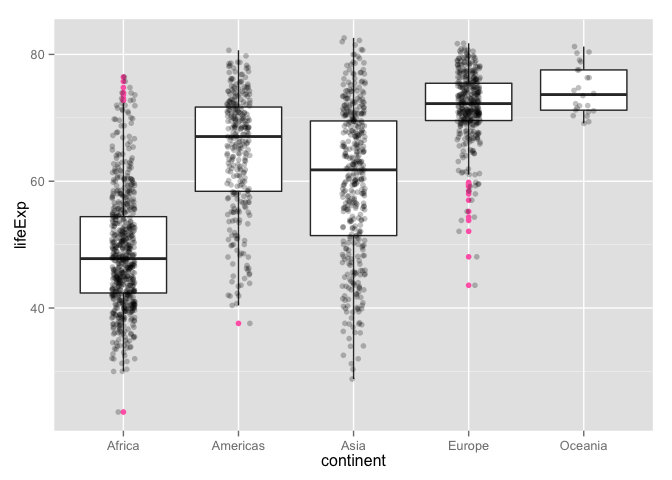 lifeExp
80
60
40
Africa Americas Asia Europe Oceania
continent